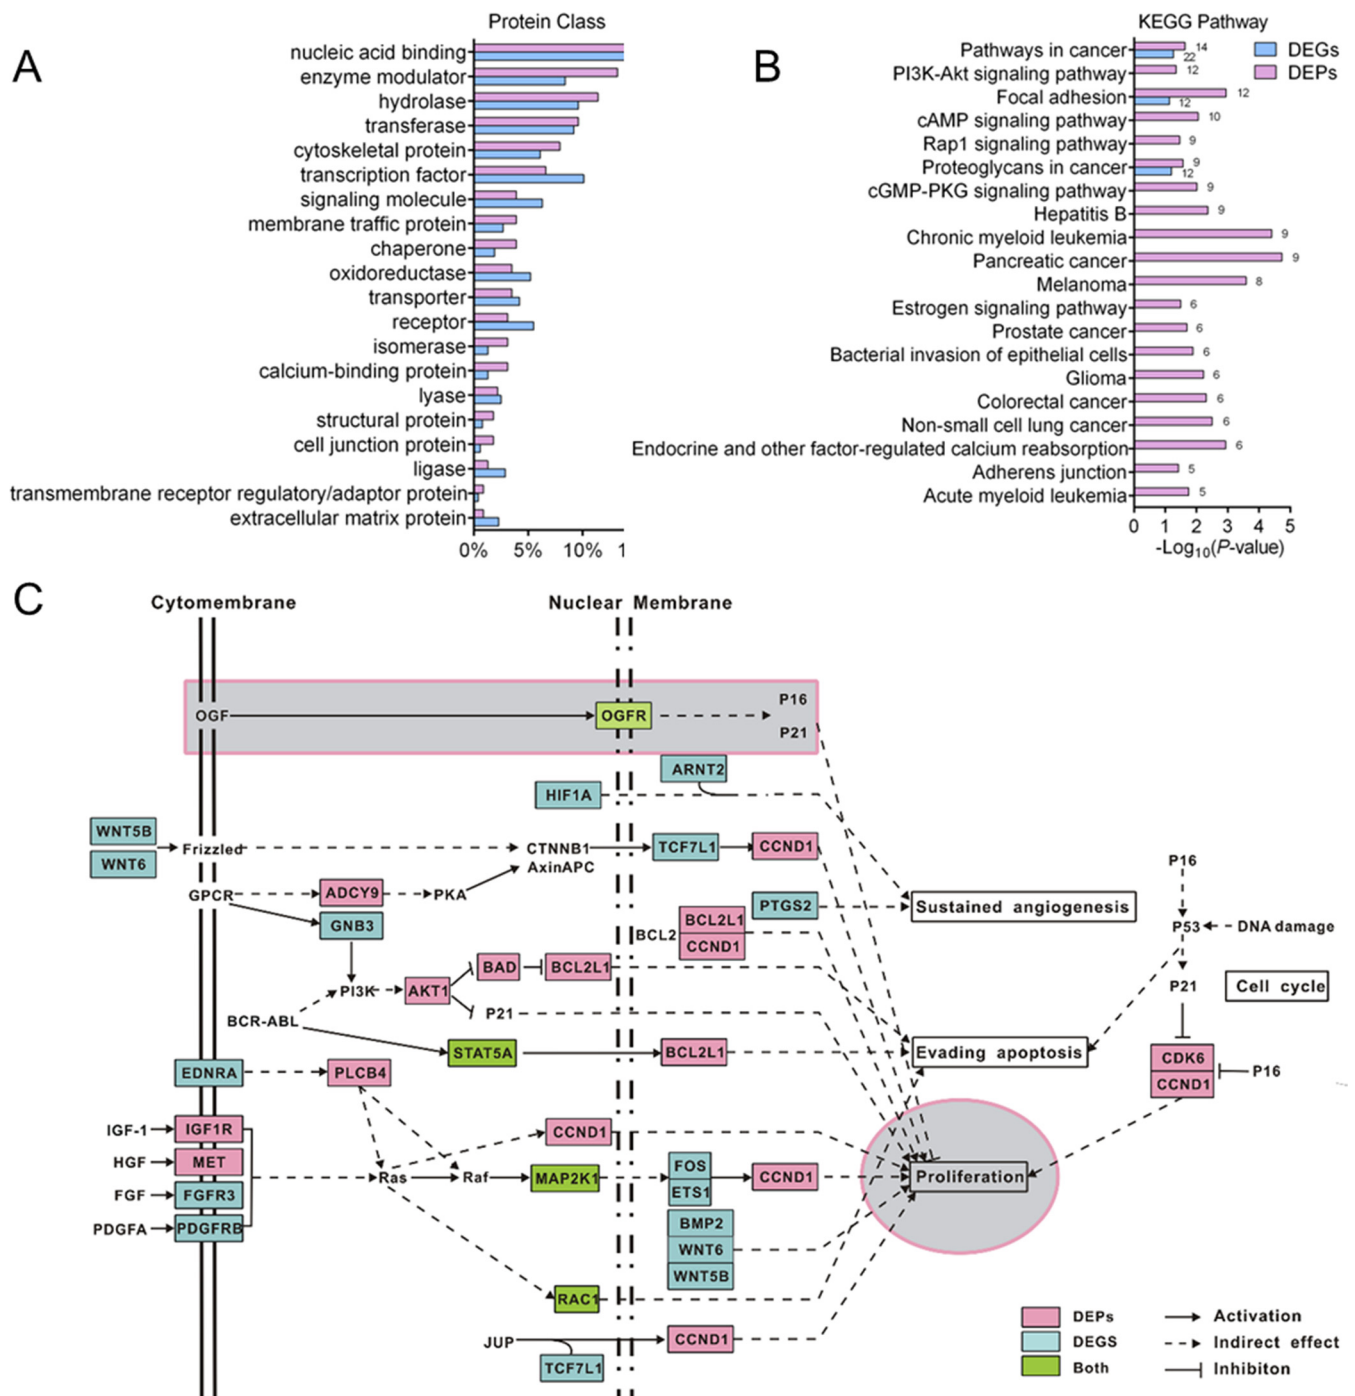 A
Protein Class
nucleic acid binding
enzyme modulator
hydrolase
transferase
cytoskeletal protein
transcription factor
signaling molecule
membrane traffic protein
chaperone
oxidoreductase
transporter
receptor
isomerase
calcium-binding protein
lyase
structural protein
cell junction protein
ligase
transmembrane receptor regulatory/adaptor protein
extracellular matrix protein
0% 5% 10% 1
B
KEGG Pathway
DEGs
DEPs
Pathways in cancer 14
22
PI3K-Akt signaling pathway 12
Focal adhesion 12
12
cAMP signaling pathway 10
Rap1 signaling pathway 9
Proteoglycans in cancer 9
12
cGMP-PKG signaling pathway 9
Hepatitis B 9
Chronic myeloid leukemia 9
Pancreatic cancer 9
Melanoma 8
Estrogen signaling pathway 6
Prostate cancer 6
Bacterial invasion of epithelial cells 6
Glioma 6
Colorectal cancer 6
Non-small cell lung cancer 6
Endocrine and other factor-regulated calcium reabsorption 6
Adherens junction 5
Acute myeloid leukemia 5
0 1 2 3 4 5
-Log10(P-value)
C
Cytomembrane Nuclear Membrane
OGF OGFR P16
P21
ARNT2
HIF1A
WNT5B
WNT6
Frizzled CTNNB1 TCF7L1 CCND1
AxinAPC
GPCR ADCY9 PKA
GNB3
PTGS2 Sustained angiogenesis
BCL2 BCL2L1
CCND1
BAD BCL2L1
PI3K AKT1
P21
BCR-ABL
STAT5A BCL2L1 Evading apoptosis
EDNRA PLCB4
P16
P53 DNA damage
P21 Cell cycle
CDK6
CCND1 P16
IGF-1 IGF1R CCND1
HGF MET
Ras Raf MAP2K1 FOS
ETS1 CCND1 Proliferation
FGF FGFR3
PDGFA PDGFRB
BMP2
WNT6
WNT5B
RAC1
JUP CCND1
TCF7L1
DEPs Activation
DEGS Indirect effect
Both Inhibiton